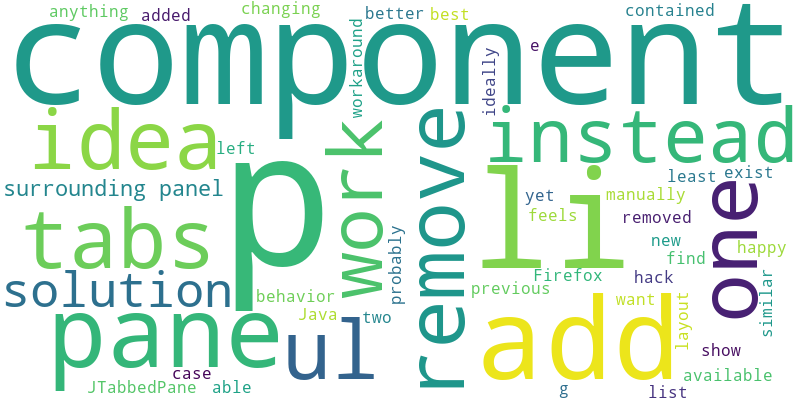 anything
added
changing
better
best
contained
component
e
workaround
ideally
idea
left
p
work
remove
instead
li
least
exist
surrounding panel
yet
manually
one
tabs
feels
removed
probably
new
happy
find
solution
Firefox
hack
similar
behavior
previous
pane
Java
two
ul
add
want
layout
show
case
available
JTabbedPane
able
g
list